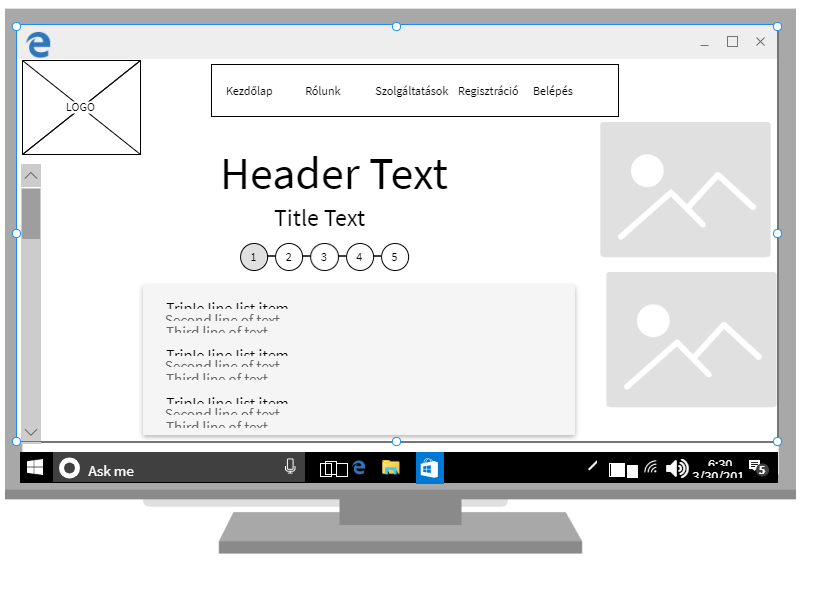 LOGO
Kezdőlap Rólunk Szolgáltatások Regisztráció Belépés
Header Text
Title Text
1 2 3 4 5
Triple line list item
Second line of text
Third line of text
Triple line list item
Second line of text
Third line of text
Triple line list item
Second line of text
Third line of text
Ask me
6:30
3/30/201
5